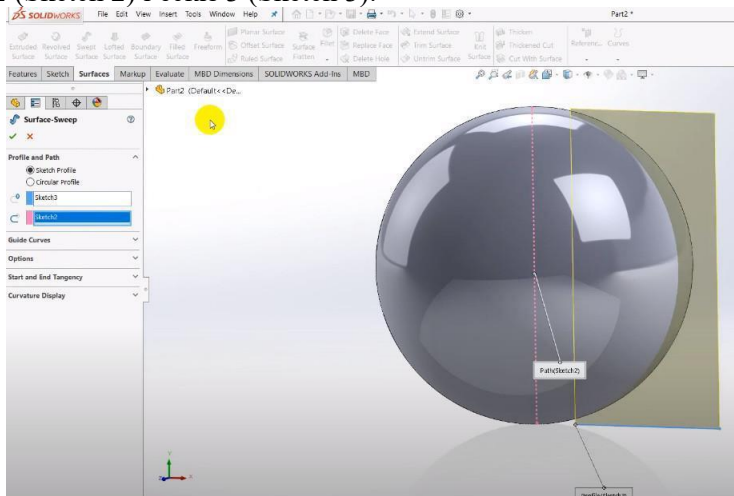 SOLIDWORKS File Edit View Insert Tools Window Help Part2 *
Extruded Surface Revolved Surface Swept Surface Lofted Surface Boundary Surface Filled Surface Freeform Planar Surface Offset Surface Ruled Surface Surface Flatten Fillet Delete Face Replace Face Delete Hole Extend Surface Trim Surface Untrim Surface Thicken Thickened Cut Cut With Surface Referenc... Curves
Features Sketch Surfaces Markup Evaluate MBD Dimensions SOLIDWORKS Add-Ins MBD
Part2 (Default<<De...
Surface-Sweep
Profile and Path
Sketch Profile
Circular Profile
Sketch3
Sketch2
Guide Curves
Options
Start and End Tangency
Curvature Display
Path(Sketch2)